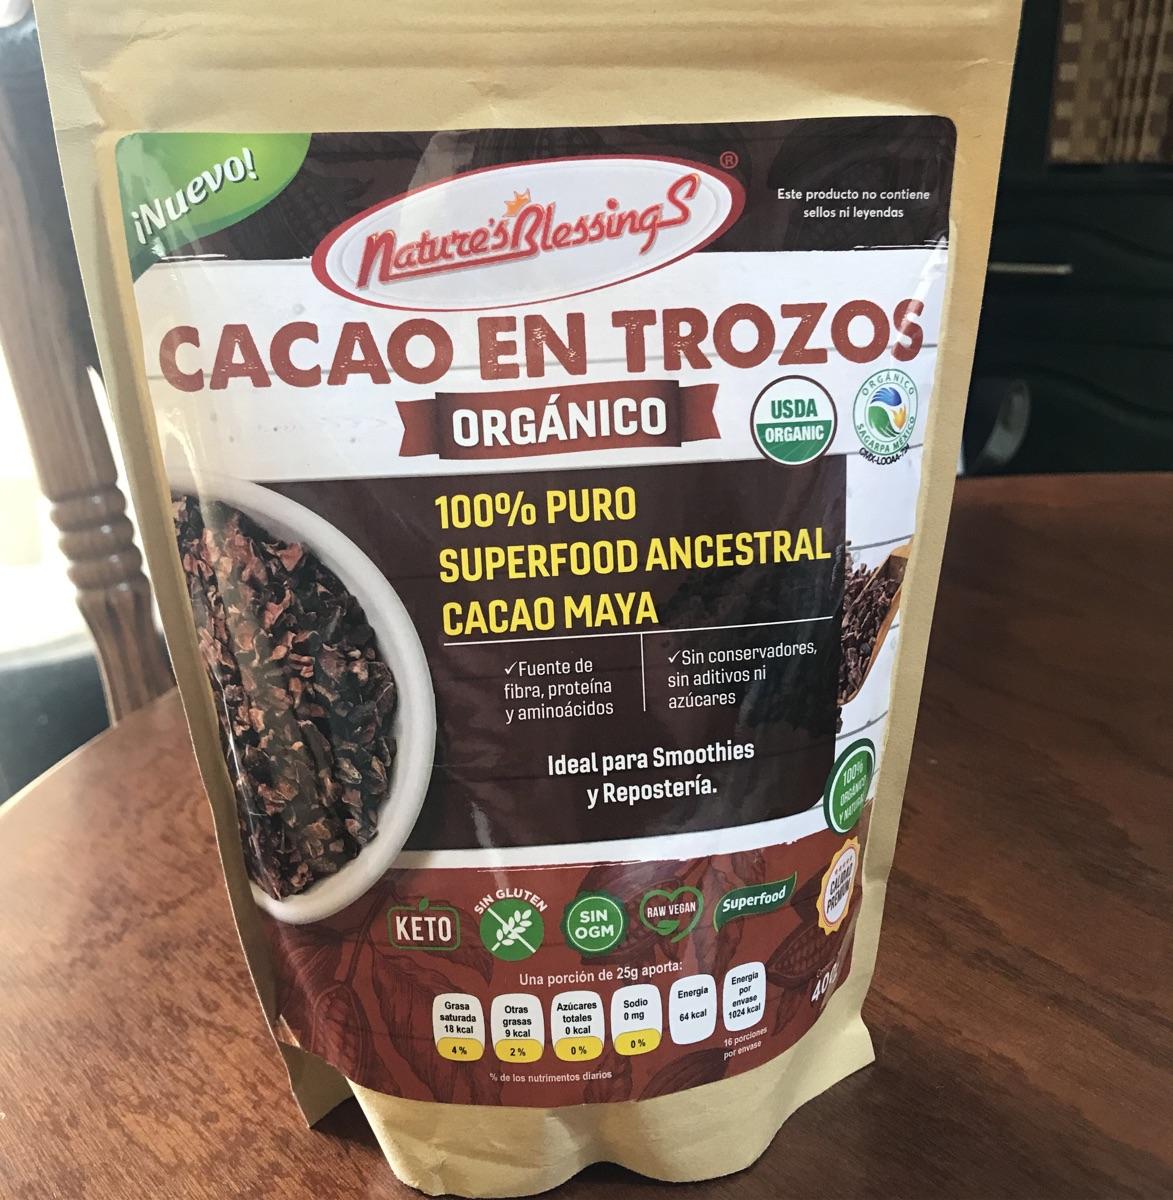 ¡Nuevo!
Nature's BlessingS ®
Este producto no contiene
sellos ni leyendas
CACAO EN TROZOS
ORGÁNICO
USDA
ORGANIC
ORGÁNICO
SAGARPA MÉXICO
100% PURO
SUPERFOOD ANCESTRAL
CACAO MAYA
✓Fuente de
fibra, proteína
y aminoácidos
✓Sin conservadores,
sin aditivos ni
azúcares
Ideal para Smoothies
y Repostería.
100%
ORGÁNICO
Y NATURAL
CALIDAD
PREMIUM
KETO
SIN GLUTEN
SIN
OGM
RAW VEGAN
Superfood
Una porción de 25g aporta:
Grasa
saturada
18 kcal
4 %
Otras
grasas
9 kcal
2 %
Azúcares
totales
0 kcal
0 %
Sodio
0 mg
0 %
Energía
64 kcal
Energía
por
envase
1024 kcal
16 porciones
por envase
% de los nutrimentos diarios